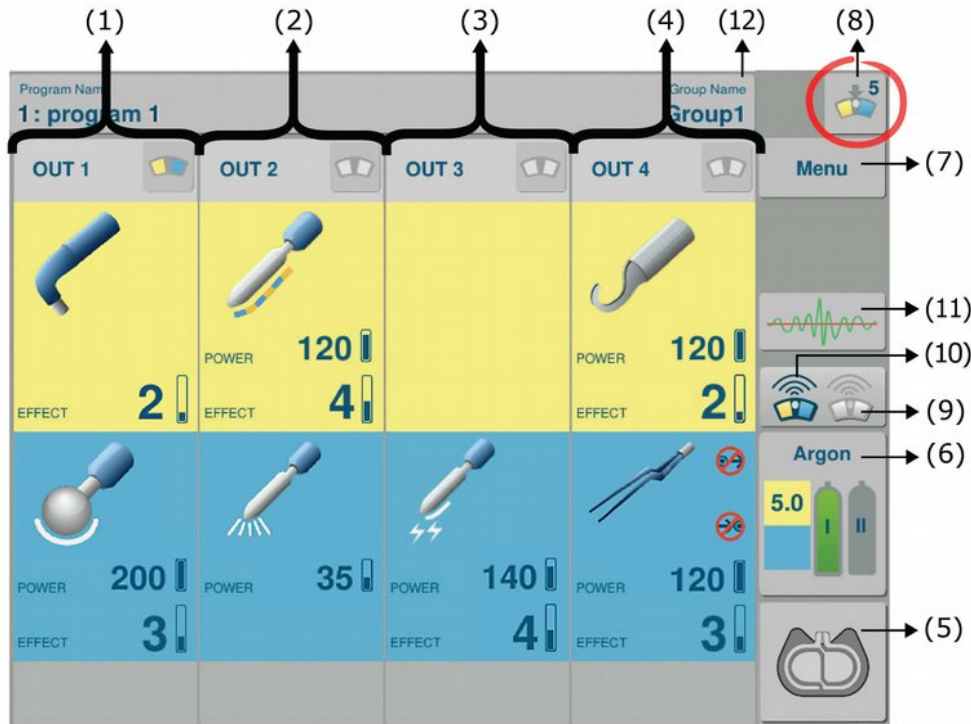 (1) (2) (3) (4) (12) (8)
Program Nam
1: program 1
Group Name
Group1
5
OUT 1
OUT 2
OUT 3
OUT 4
Menu
(7)
POWER 120
EFFECT 2
EFFECT 4
POWER 120
EFFECT 2
(11)
(10)
(9)
Argon
(6)
5.0
I
II
POWER 200
EFFECT 3
POWER 35
POWER 140
EFFECT 4
POWER 120
EFFECT 3
(5)